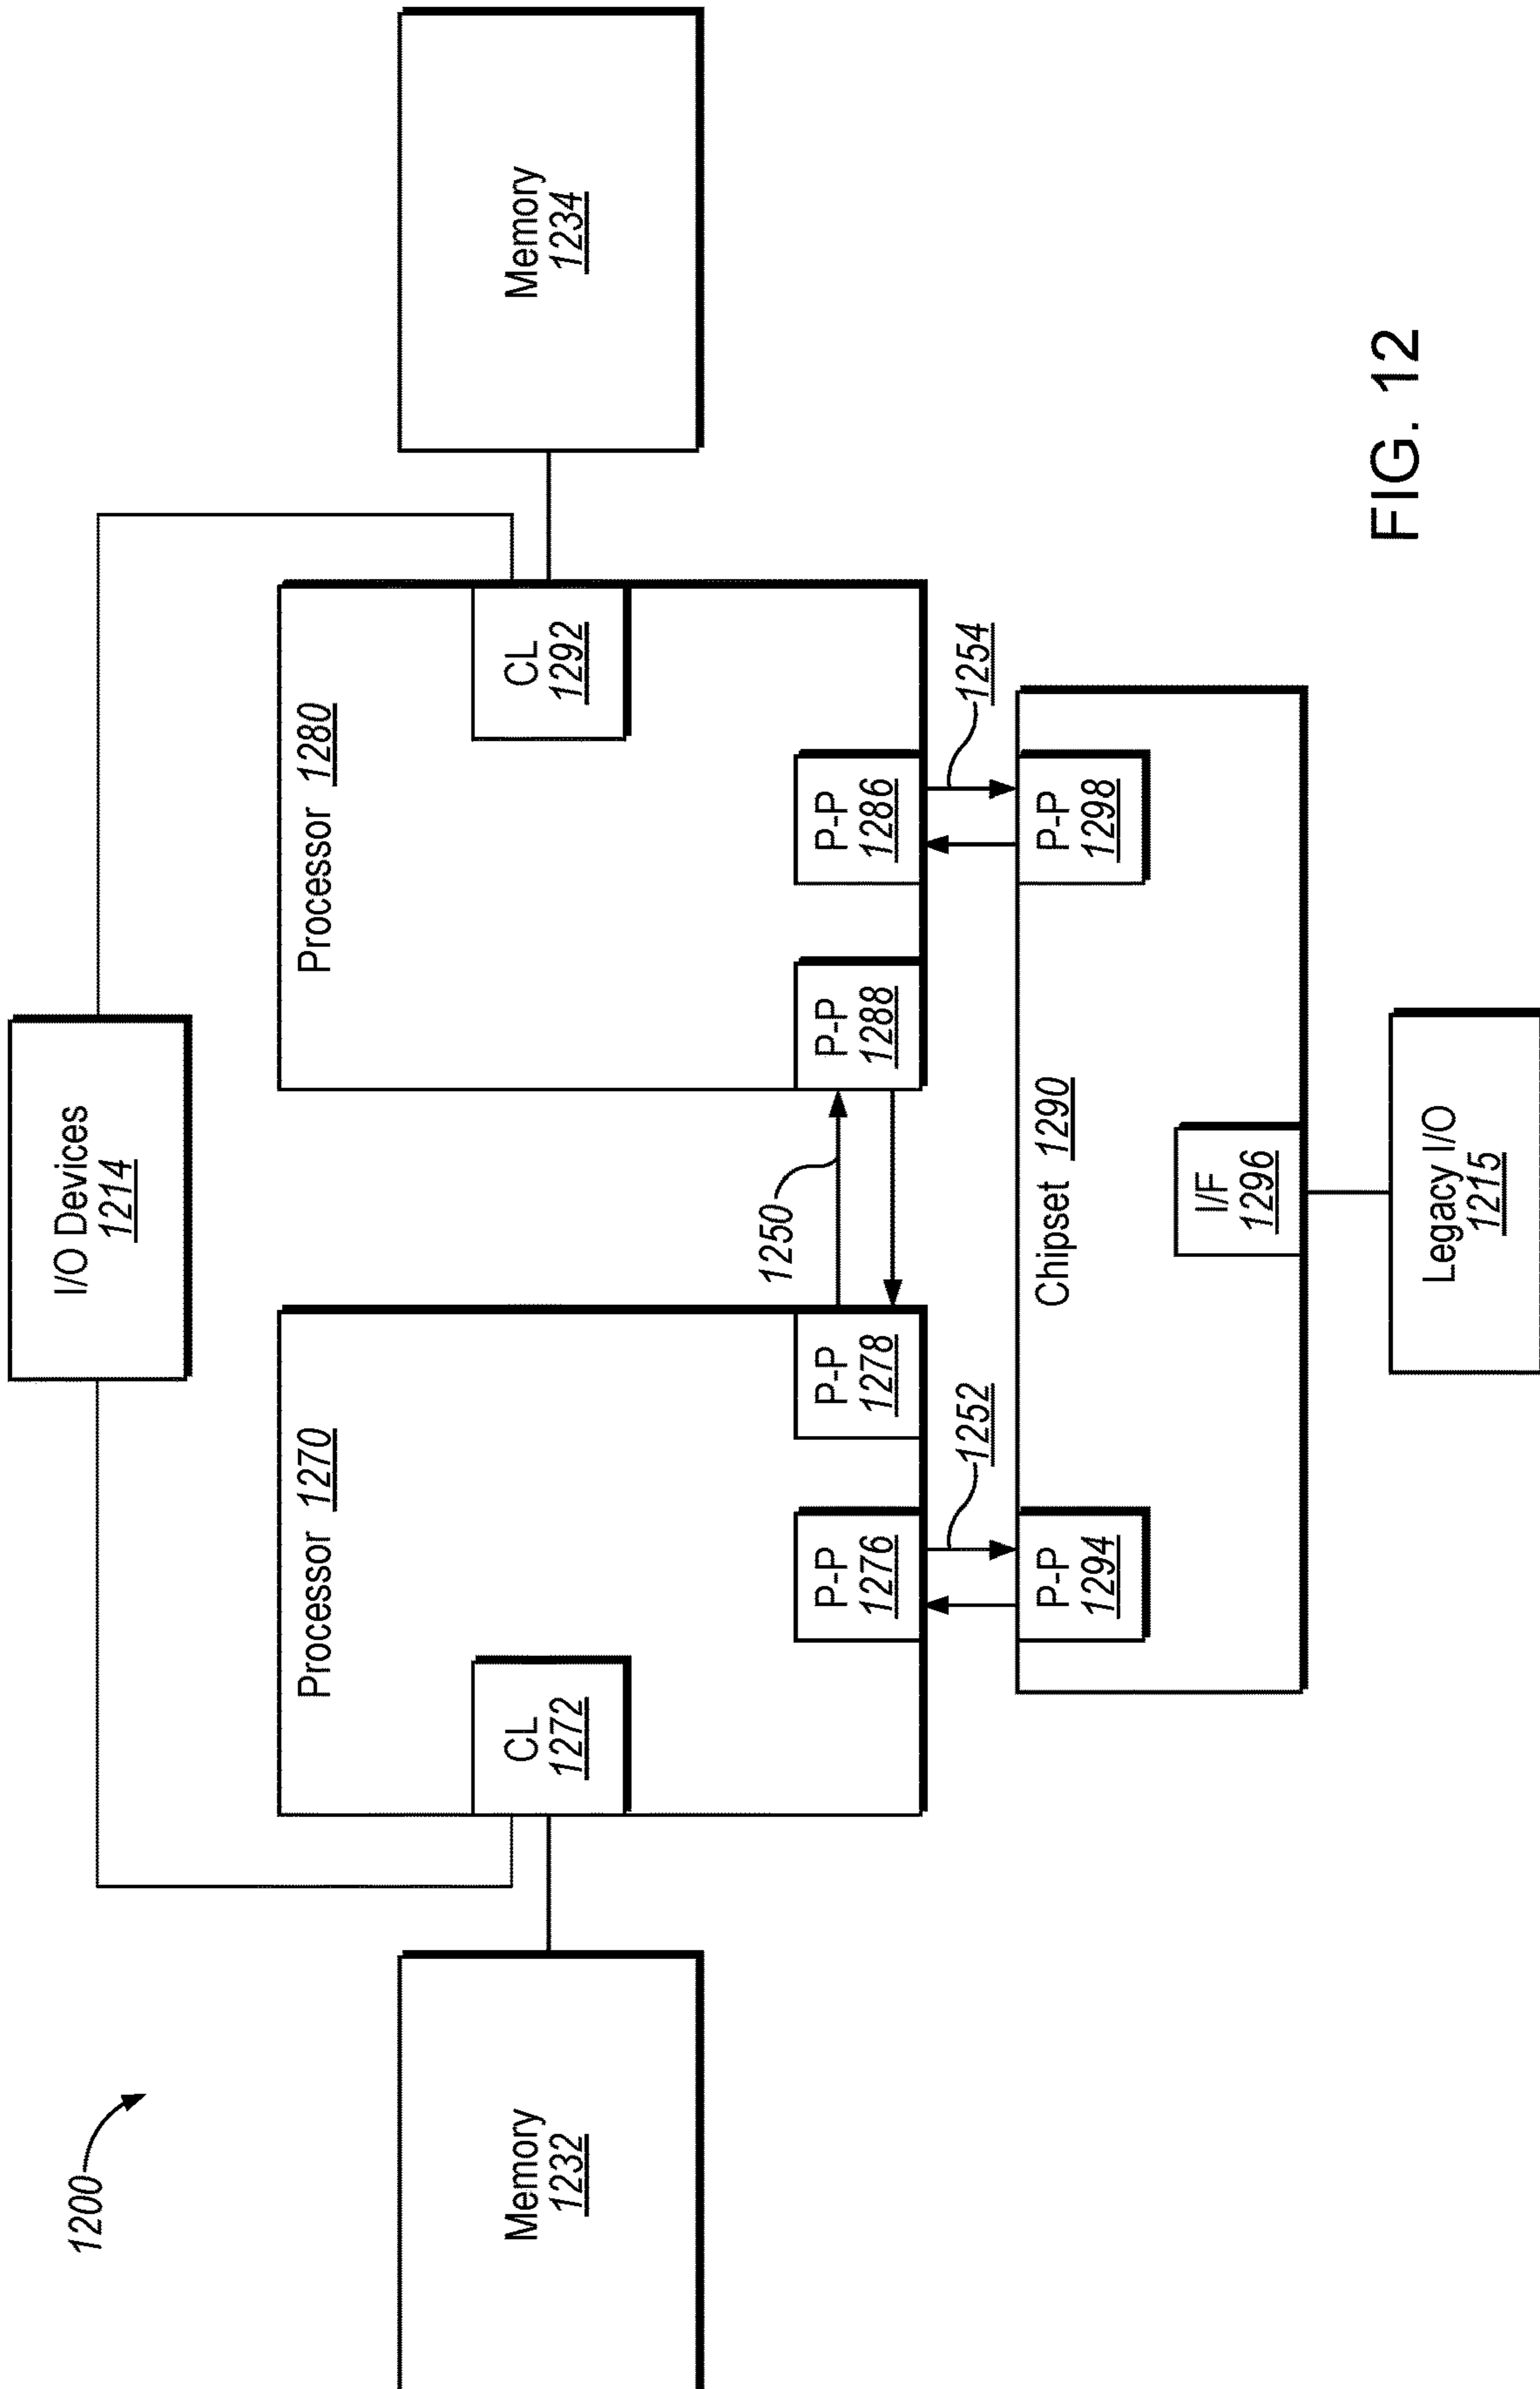 1200
I/O Devices
1214
Memory
1232
Processor 1270
CL
1272
P-P
1276
P-P
1278
1250
Processor 1280
CL
1292
P-P
1288
P-P
1286
Memory
1234
1252
1254
P-P
1294
Chipset 1290
P-P
1298
I/F
1296
Legacy I/O
1215
FIG. 12